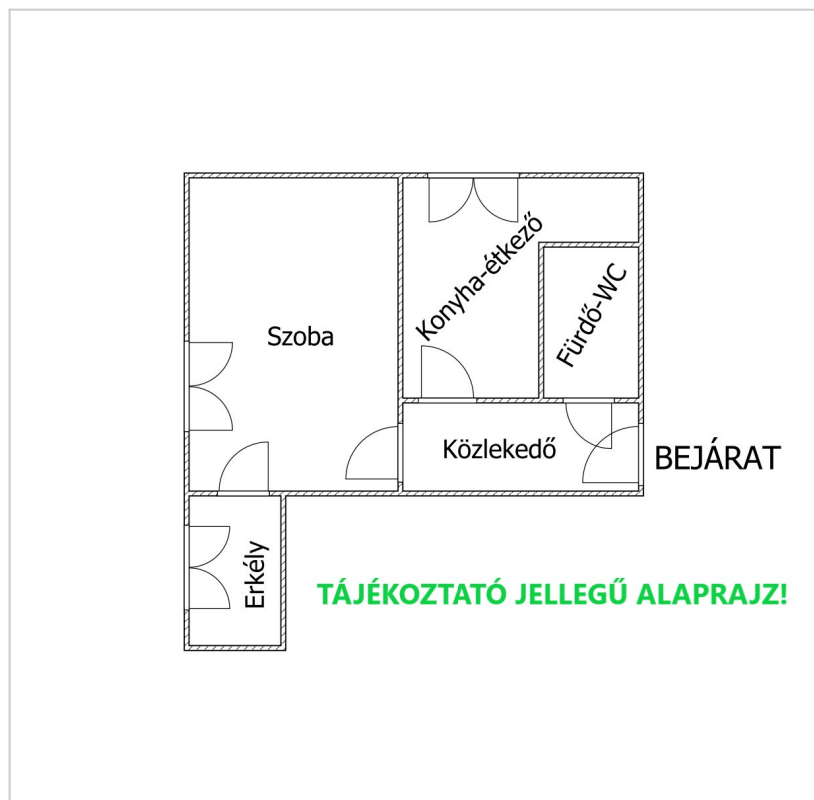 Konyha-étkező
Fürdő-WC
Szoba
Közlekedő
BEJÁRAT
Erkély
TÁJÉKOZTATÓ JELLEGŰ ALAPRAJZ!